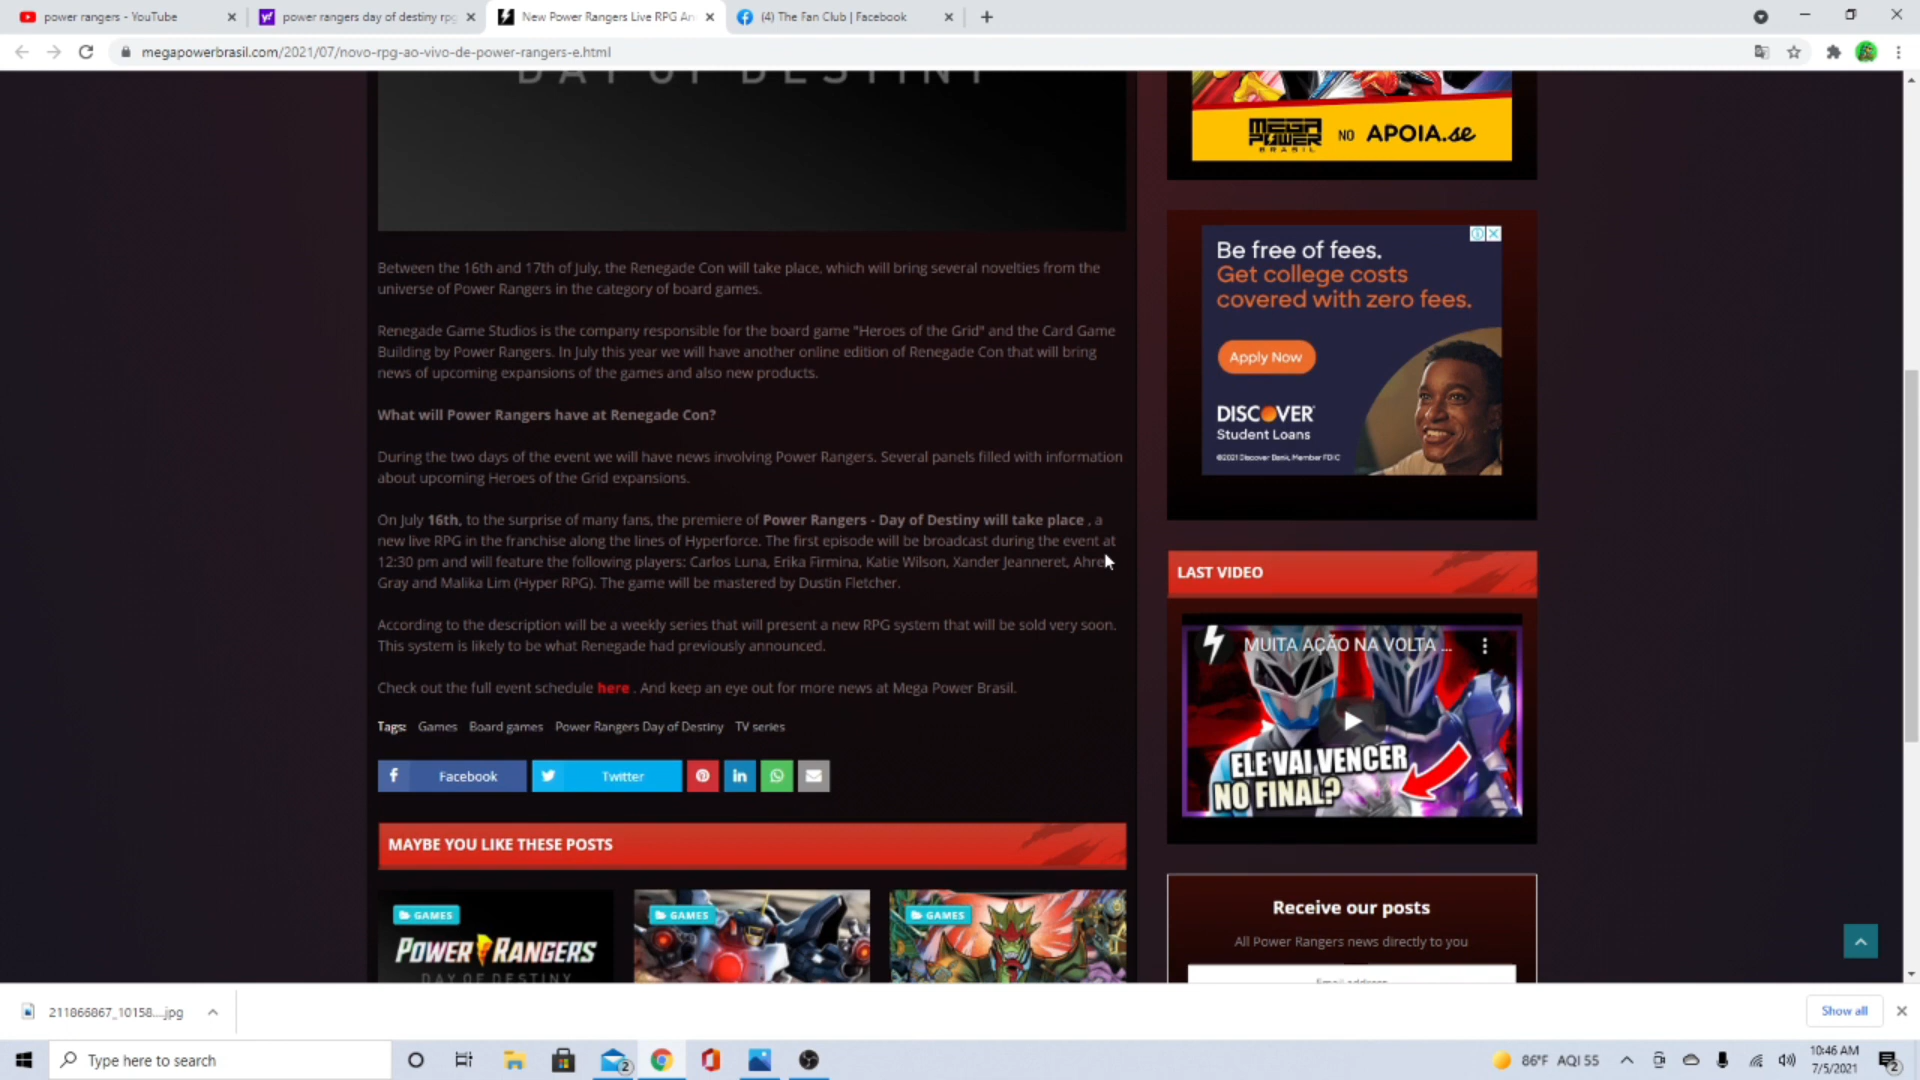 power rangers - YouTube
power rangers day of destiny rpg
New Power Rangers Live RPG An
(4) The Fan Club | Facebook
megapowerbrasil.com/2021/07/novo-rpg-ao-vivo-de-power-rangers-e.html
DAY OF DESTINY
Between the 16th and 17th of July, the Renegade Con will take place, which will bring several novelties from the
universe of Power Rangers in the category of board games.
Renegade Game Studios is the company responsible for the board game "Heroes of the Grid" and the Card Game
Building by Power Rangers. In July this year we will have another online edition of Renegade Con that will bring
news of upcoming expansions of the games and also new products.
What will Power Rangers have at Renegade Con?
During the two days of the event we will have news involving Power Rangers. Several panels filled with information
about upcoming Heroes of the Grid expansions.
On July 16th, to the surprise of many fans, the premiere of Power Rangers - Day of Destiny will take place , a
new live RPG in the franchise along the lines of Hyperforce. The first episode will be broadcast during the event at
12:30 pm and will feature the following players: Carlos Luna, Erika Firmina, Katie Wilson, Xander Jeanneret,
Gray and Malika Lim (Hyper RPG). The game will be mastered by Dustin Fletcher.
According to the description will be a weekly series that will present a new RPG system that will be sold very soon.
This system is likely to be what Renegade had previously announced.
Check out the full event schedule here . And keep an eye out for more news at Mega Power Brasil.
Tags: Games Board games Power Rangers Day of Destiny TV series
Facebook
Twitter
MAYBE YOU LIKE THESE POSTS
GAMES
POWER RANGERS
DAY OF DESTINY
GAMES
GAMES
MEGA POWER BRASIL NO APOIA.se
Be free of fees.
Get college costs
covered with zero fees.
Apply Now
DISCOVER
Student Loans
©2021 Discover Bank, Member FDIC
LAST VIDEO
MUITA AÇÃO NA VOLTA ...
ELE VAI VENCER
NO FINAL?
Receive our posts
All Power Rangers news directly to you
Email address
211866867_10158....jpg
Show all
Type here to search
2
86°F AQI 55
10:46 AM
7/5/2021
2